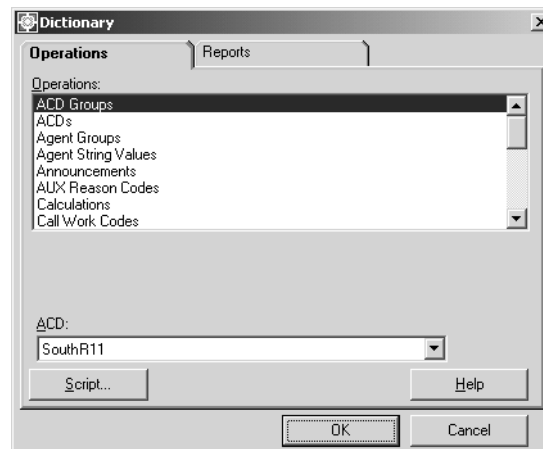 Dictionary
Operations
Reports
Operations:
ACD Groups
ACDs
Agent Groups
Agent String Values
Announcements
AUX Reason Codes
Calculations
Call Work Codes
ACD:
SouthR11
Script...
Help
OK
Cancel